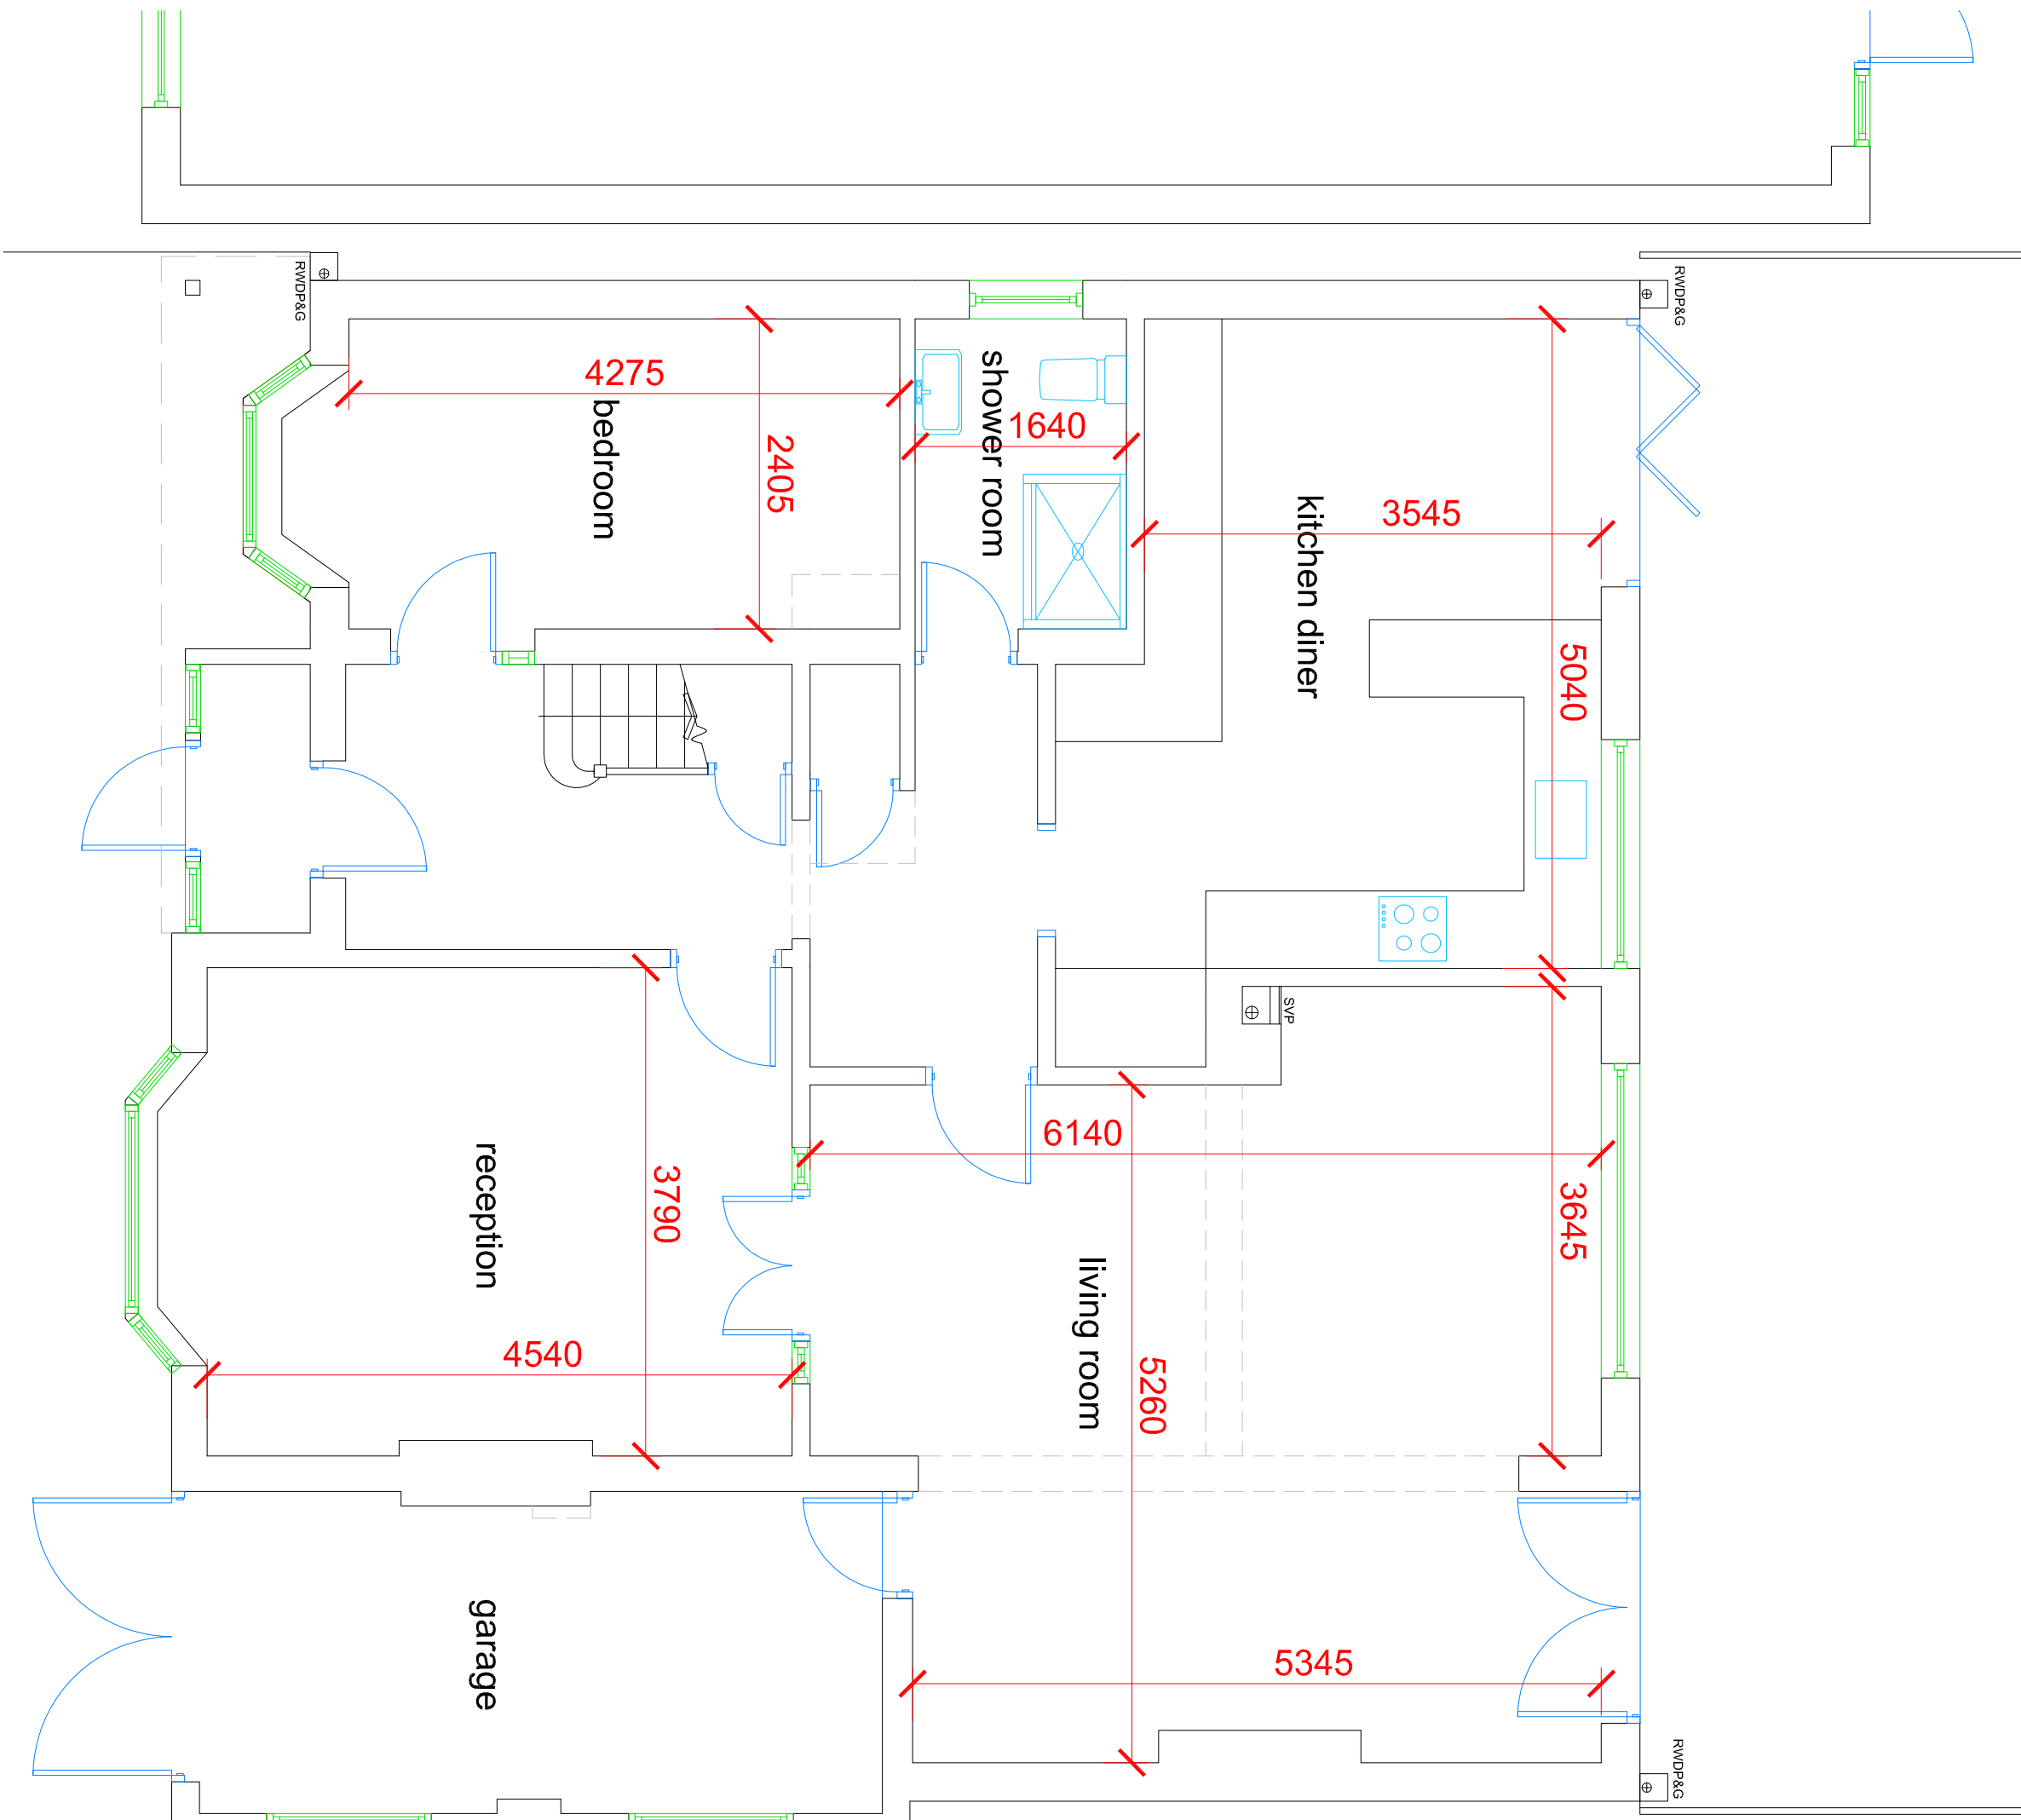 RWDP&G
RWDP&G
4275
bedroom
2405
shower room
1640
kitchen diner
3545
5040
SVP
reception
3790
4540
6140
living room
3645
5260
garage
5345
RWDP&G